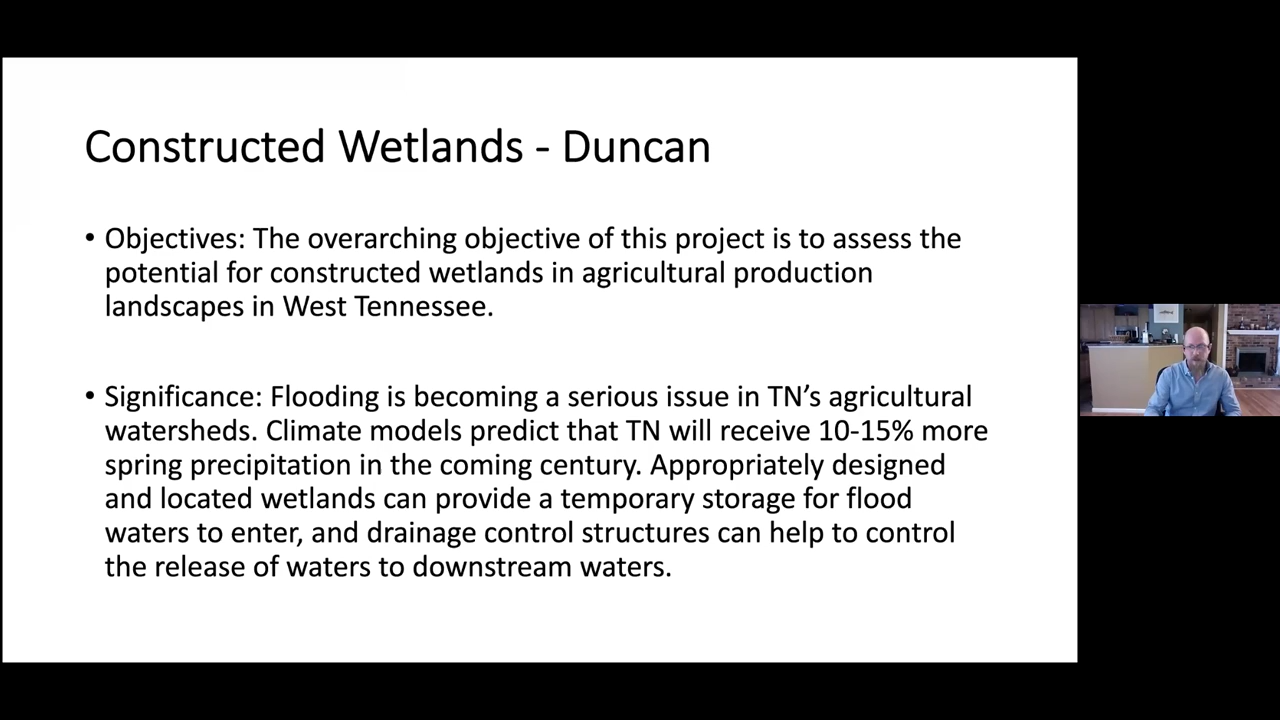 Constructed Wetlands - Duncan
• Objectives: The overarching objective of this project is to assess the
potential for constructed wetlands in agricultural production
landscapes in West Tennessee.
• Significance: Flooding is becoming a serious issue in TN’s agricultural
watersheds. Climate models predict that TN will receive 10-15% more
spring precipitation in the coming century. Appropriately designed
and located wetlands can provide a temporary storage for flood
waters to enter, and drainage control structures can help to control
the release of waters to downstream waters.